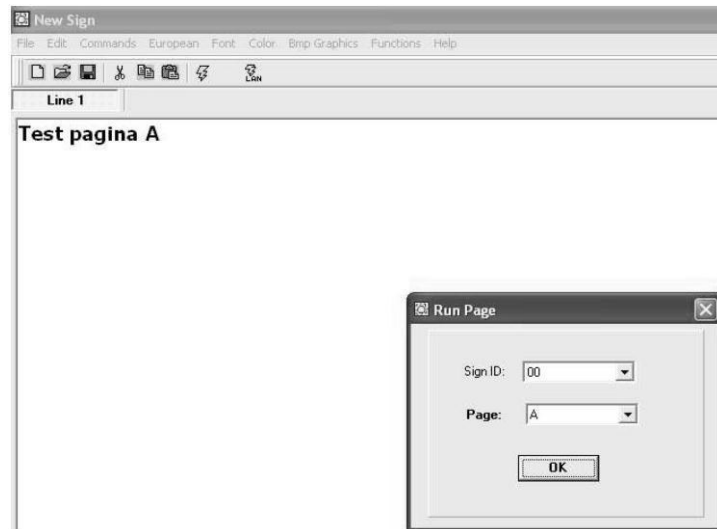 New Sign
File Edit Commands European Font Color Bmp Graphics Functions Help
LAN
Line 1
Test pagina A
Run Page
Sign ID: 00
Page: A
OK